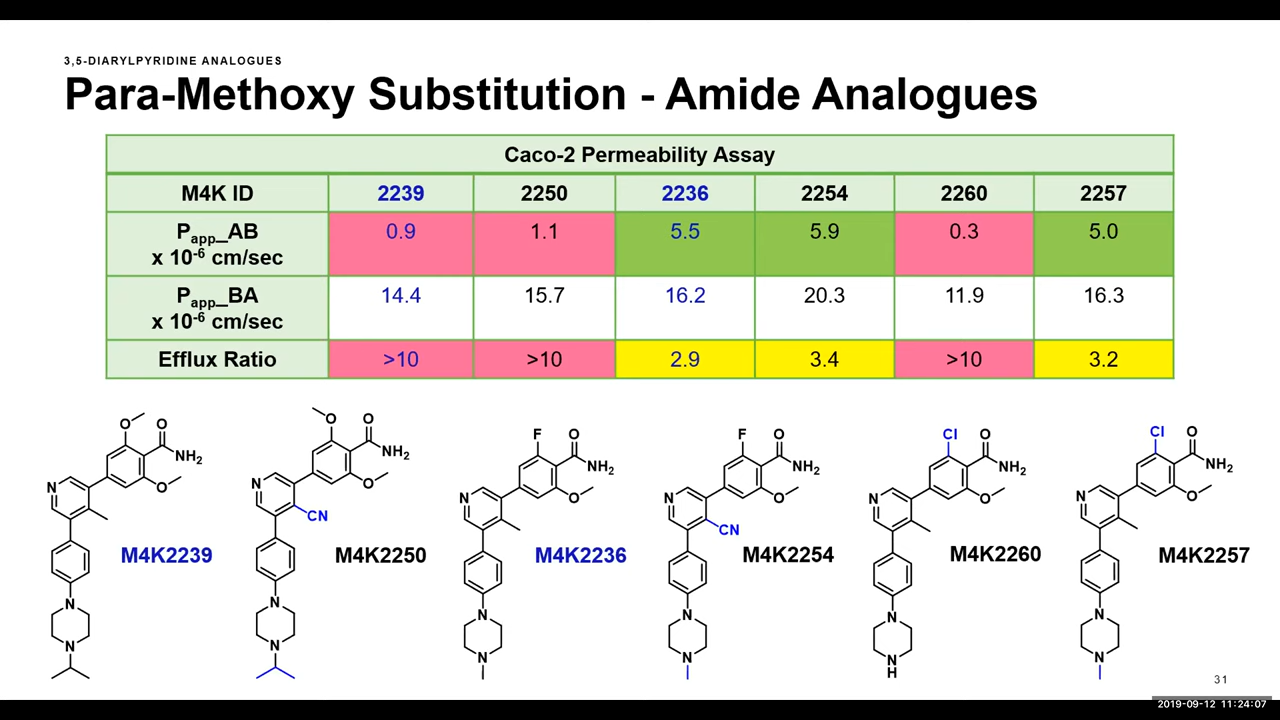 3,5-DIARYLPYRIDINE ANALOGUES
Para-Methoxy Substitution - Amide Analogues
Caco-2 Permeability Assay
M4K ID 2239 2250 2236 2254 2260 2257
Papp_AB x 10-6 cm/sec 0.9 1.1 5.5 5.9 0.3 5.0
Papp_BA x 10-6 cm/sec 14.4 15.7 16.2 20.3 11.9 16.3
Efflux Ratio >10 >10 2.9 3.4 >10 3.2
O O NH2 O N N N
M4K2239
O O NH2 O N CN N N
M4K2250
F O NH2 O N N N
M4K2236
F O NH2 O N CN N N
M4K2254
Cl O NH2 O N N N H
M4K2260
Cl O NH2 O N N N
M4K2257
31
2019-09-12 11:24:07